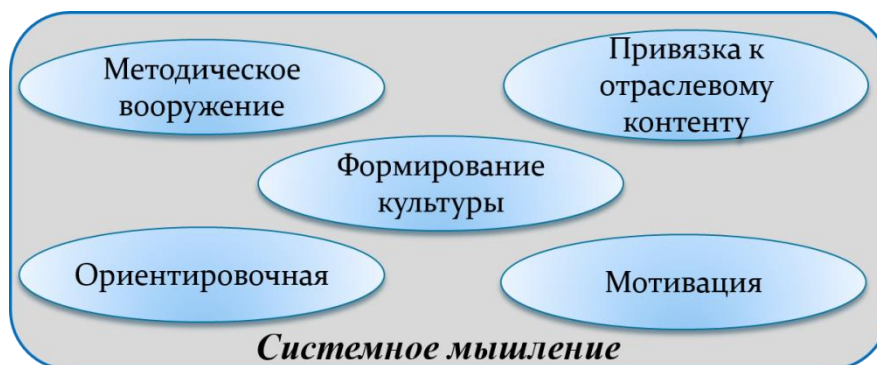 Методическое
вооружение
Привязка к
отраслевому
контенту
Формирование
культуры
Ориентировочная
Мотивация
Системное мышление